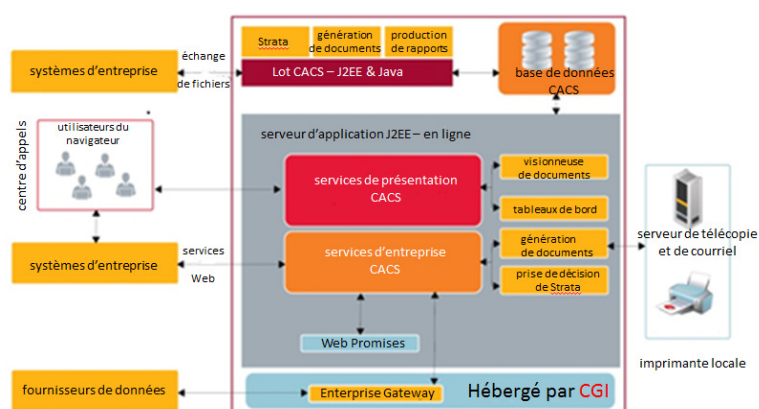 Strata
génération
de documents
production
de rapports
systèmes d'entreprise
échange
de fichiers
Lot CACS – J2EE & Java
base de données
CACS
centre d'appels
*
utilisateurs du
navigateur
serveur d'application J2EE – en ligne
services de présentation
CACS
visionneuse
de documents
tableaux de bord
systèmes d'entreprise
services
Web
services d'entreprise
CACS
génération
de documents
prise de décision
de Strata
serveur de télécopie
et de courriel
Web Promises
imprimante locale
fournisseurs de données
Enterprise Gateway
Hébergé par CGI